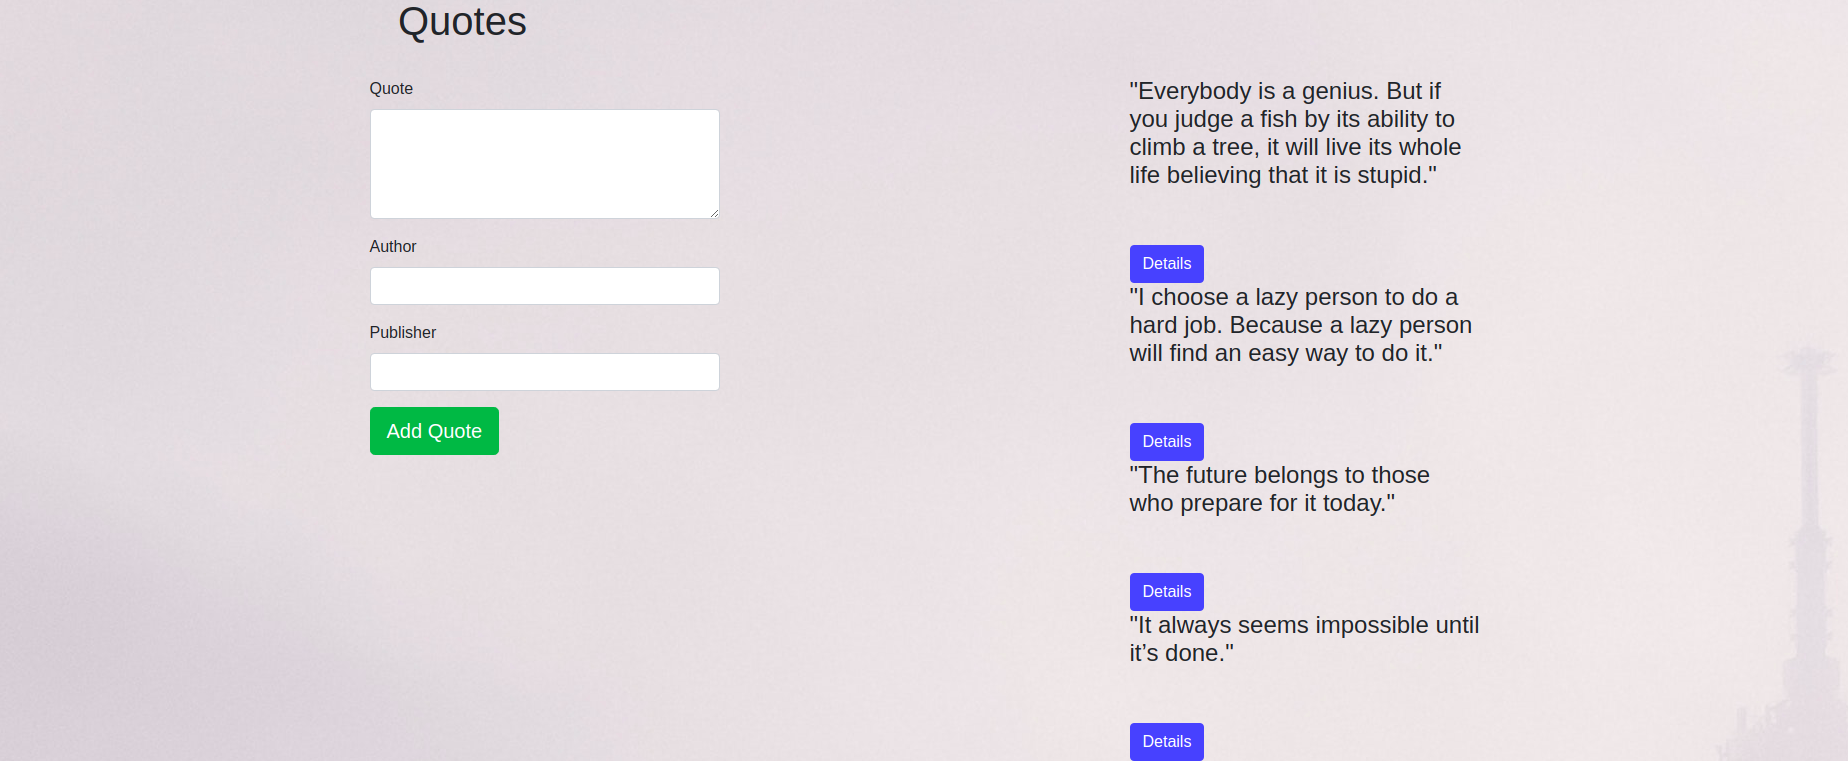 Quotes
Quote
Author
Publisher
Add Quote
"Everybody is a genius. But if
you judge a fish by its ability to
climb a tree, it will live its whole
life believing that it is stupid."
Details
"I choose a lazy person to do a
hard job. Because a lazy person
will find an easy way to do it."
Details
"The future belongs to those
who prepare for it today."
Details
"It always seems impossible until
it’s done."
Details